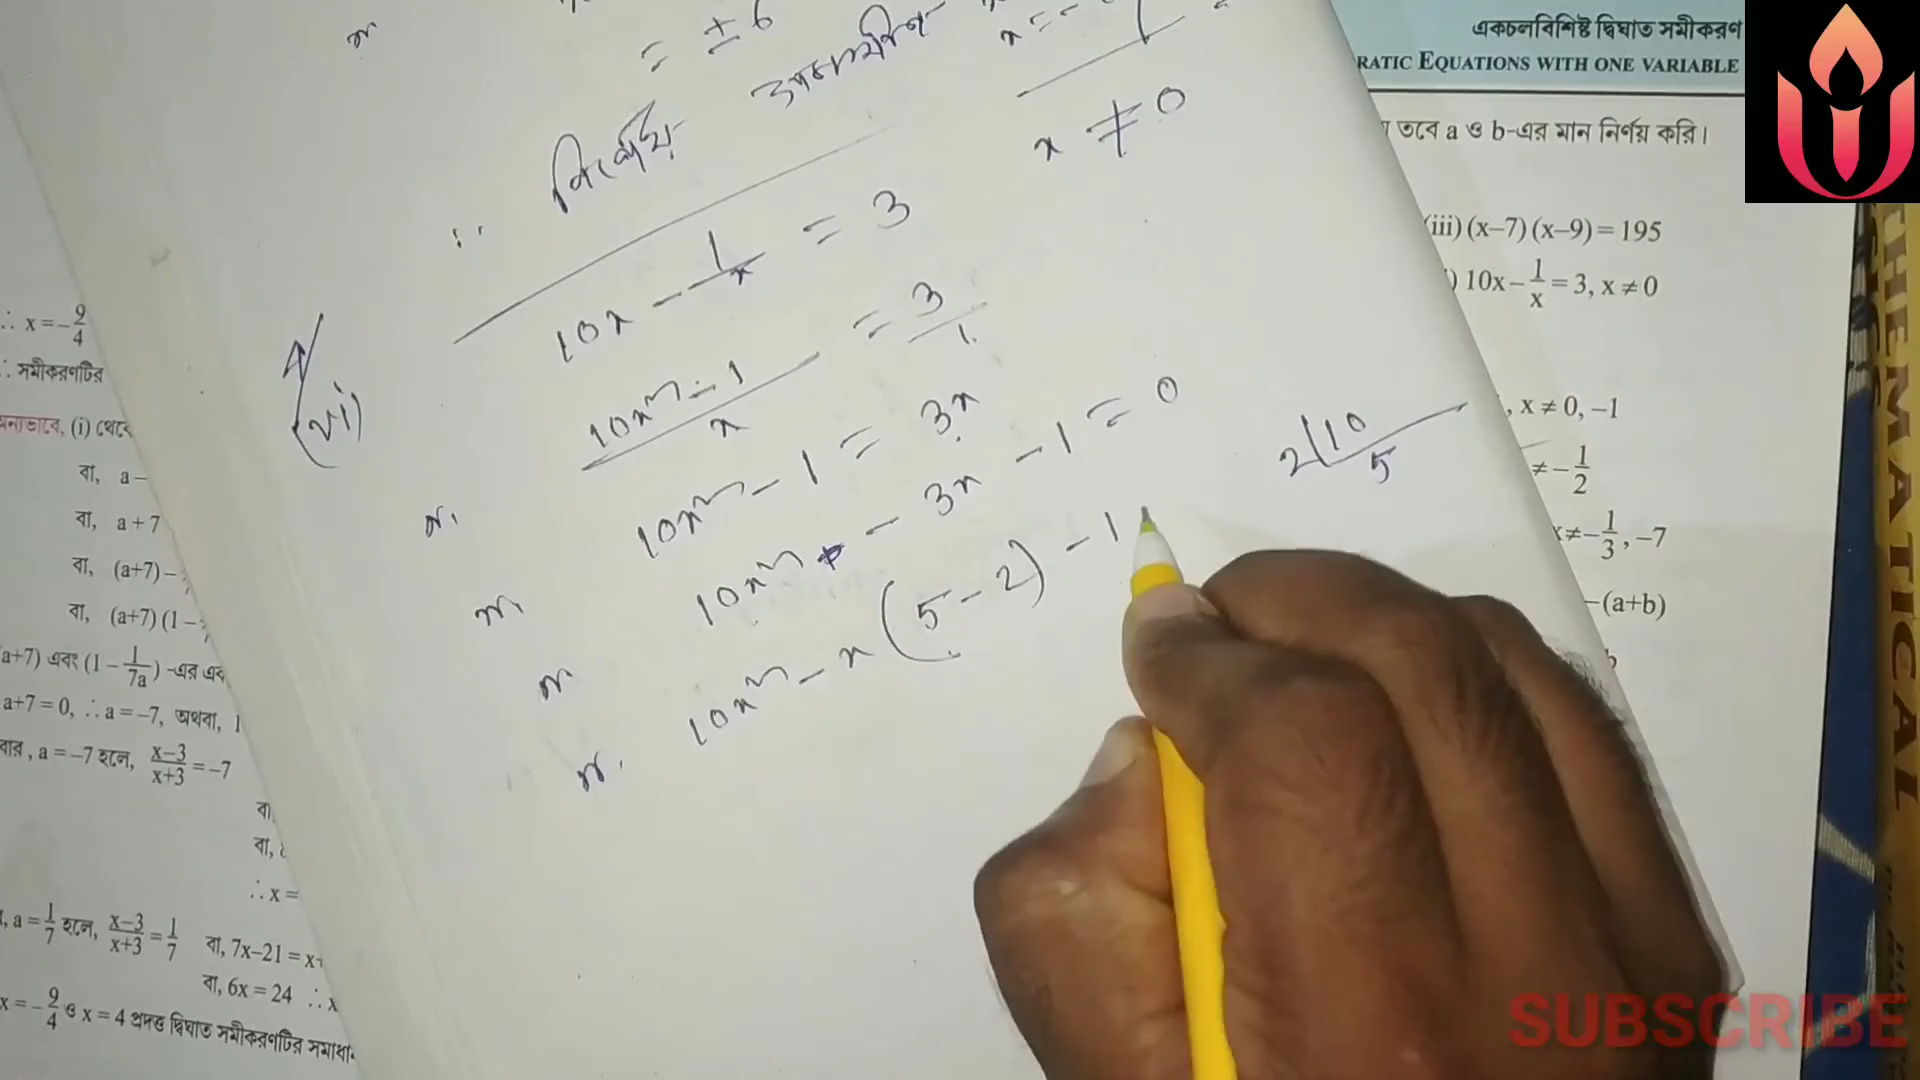 একচলবিশিষ্ট দ্বিঘাত সমীকরণ
RATIC EQUATIONS WITH ONE VARIABLE
তবে a ও b-এর মান নির্ণয় করি।
(iii) (x–7) (x–9) = 195
) 10x – 1/x = 3, x ≠ 0
, x ≠ 0, –1
≠ – 1/2
x ≠ – 1/3, –7
–(a+b)
= ± 6
x ≠ 0
(vi)
10x – 1/x = 3
10x² – 1 / x = 3/1
10x² – 1 = 3x
10x² – 3x – 1 = 0
10x² – x (5 – 2) – 1
2|10
5
∴ x = – 9/4
∴ সমীকরণটির
অন্যভাবে, (i) থেকে
বা, a –
বা, a + 7
বা, (a+7) –
বা, (a+7) (1 –
a+7) এবং (1 – 1/7a) -এর
a+7 = 0, ∴ a = –7, অথবা, 1
বার, a = –7 হলে, x–3/x+3 = –7
বা
বা,
∴ x =
, a = 1/7 হলে, x–3/x+3 = 1/7 বা, 7x–21 = x+
বা, 6x = 24 ∴ x
x = – 9/4 ও x = 4 প্রদত্ত দ্বিঘাত সমীকরণটির সমাধান
THEMATICAL
SUBSCRIBE